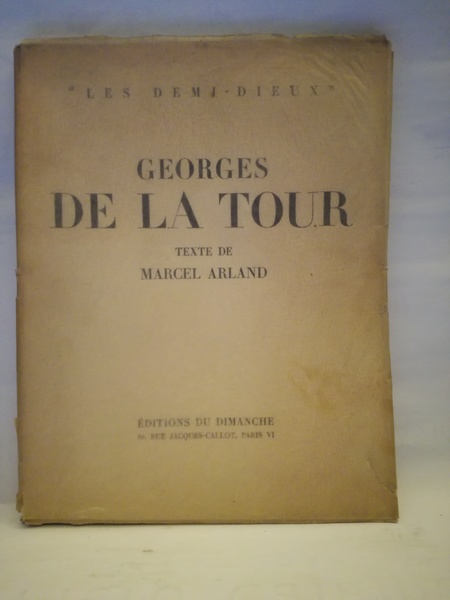 "LES DEMI-DIEUX"
GEORGES
DE LA TOUR
TEXTE DE
MARCEL ARLAND
ÉDITIONS DU DIMANCHE
RUE JACQUES-CALLOT, PARIS VI